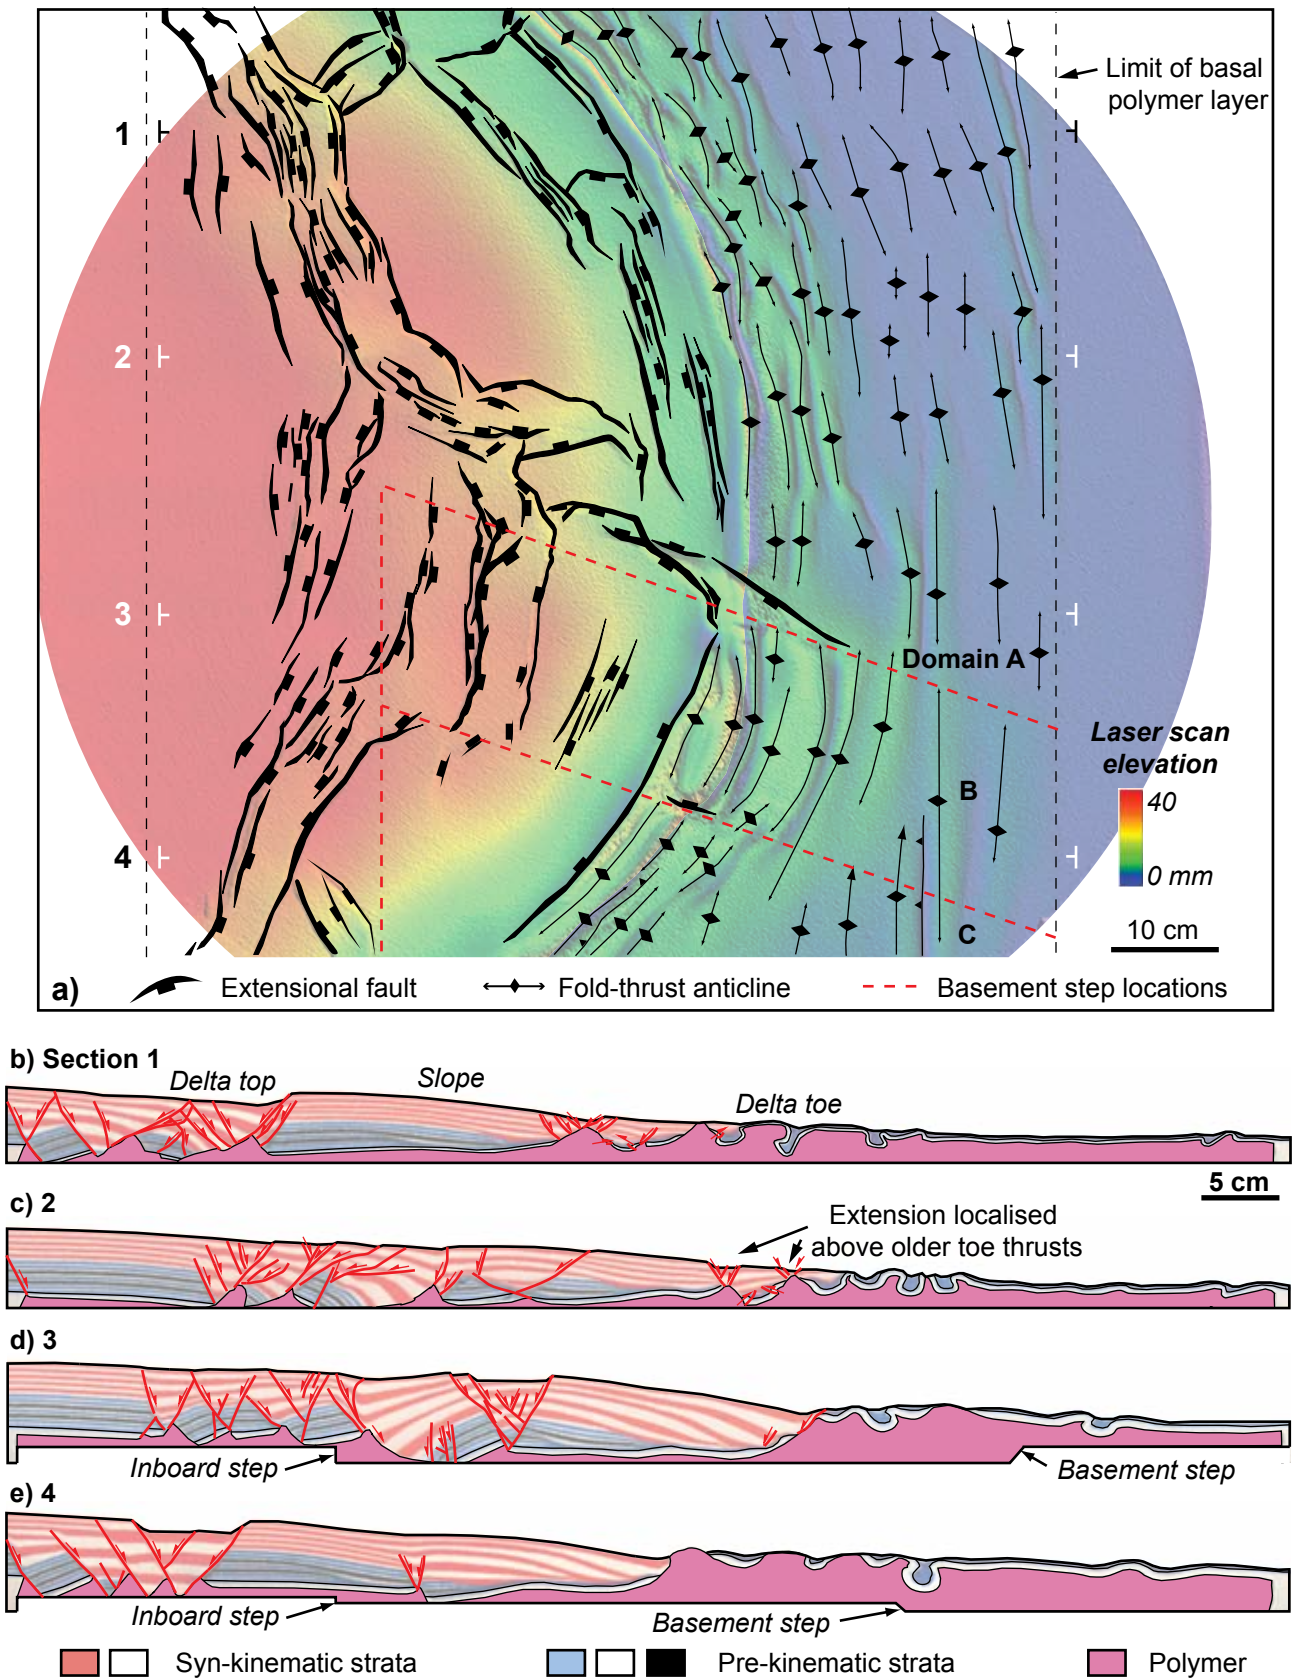 Limit of basal
polymer layer
1
2
3
4
Domain A
B
C
Laser scan
elevation
40
0 mm
10 cm
a)
Extensional fault
Fold-thrust anticline
Basement step locations
b) Section 1
Delta top
Slope
Delta toe
5 cm
c) 2
Extension localised
above older toe thrusts
d) 3
Inboard step
Basement step
e) 4
Inboard step
Basement step
Syn-kinematic strata
Pre-kinematic strata
Polymer